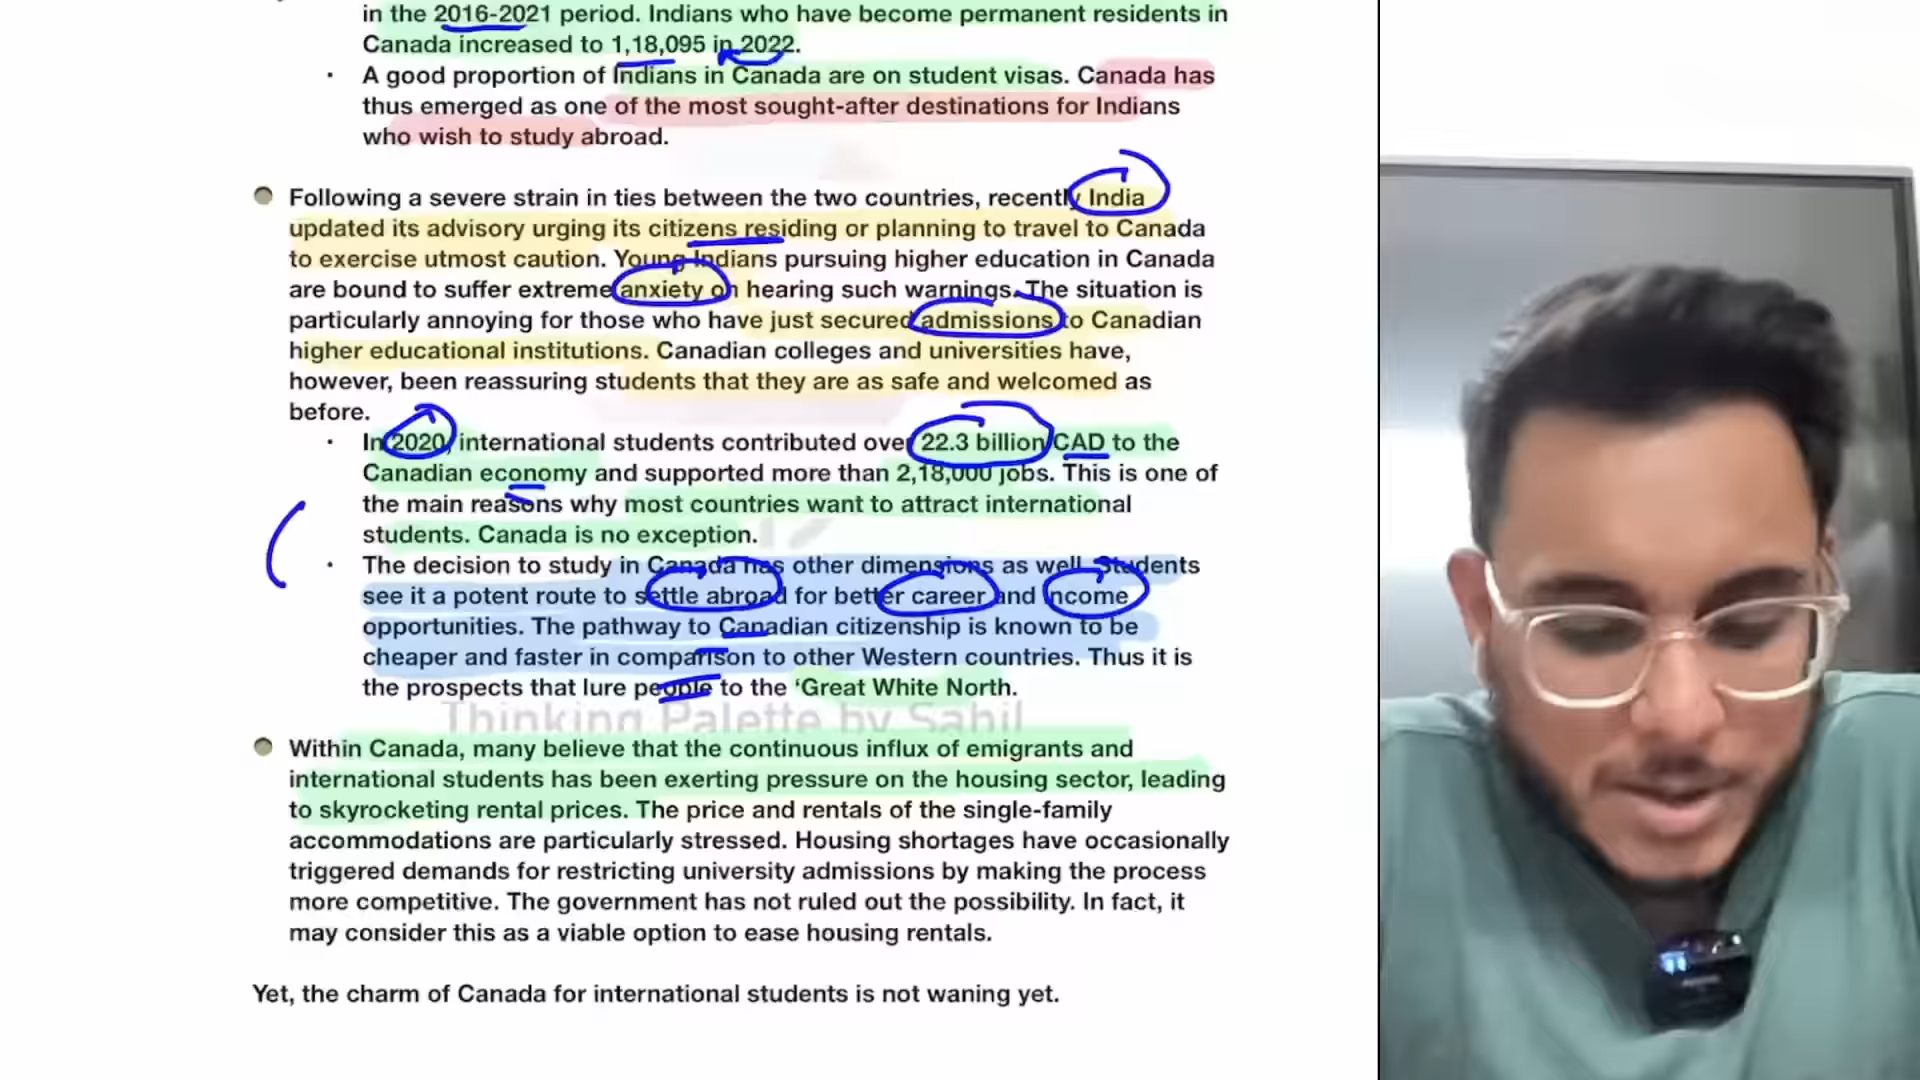 in the 2016-2021 period. Indians who have become permanent residents in
Canada increased to 1,18,095 in 2022.
· A good proportion of Indians in Canada are on student visas. Canada has
thus emerged as one of the most sought-after destinations for Indians
who wish to study abroad.
Following a severe strain in ties between the two countries, recently India
updated its advisory urging its citizens residing or planning to travel to Canada
to exercise utmost caution. Young Indians pursuing higher education in Canada
are bound to suffer extreme anxiety on hearing such warnings. The situation is
particularly annoying for those who have just secured admissions to Canadian
higher educational institutions. Canadian colleges and universities have,
however, been reassuring students that they are as safe and welcomed as
before.
· In 2020, international students contributed over 22.3 billion CAD to the
Canadian economy and supported more than 2,18,000 jobs. This is one of
the main reasons why most countries want to attract international
students. Canada is no exception.
· The decision to study in Canada has other dimensions as well. Students
see it a potent route to settle abroad for better career and income
opportunities. The pathway to Canadian citizenship is known to be
cheaper and faster in comparison to other Western countries. Thus it is
the prospects that lure people to the ‘Great White North.
Thinking Palette by Sahil
Within Canada, many believe that the continuous influx of emigrants and
international students has been exerting pressure on the housing sector, leading
to skyrocketing rental prices. The price and rentals of the single-family
accommodations are particularly stressed. Housing shortages have occasionally
triggered demands for restricting university admissions by making the process
more competitive. The government has not ruled out the possibility. In fact, it
may consider this as a viable option to ease housing rentals.
Yet, the charm of Canada for international students is not waning yet.